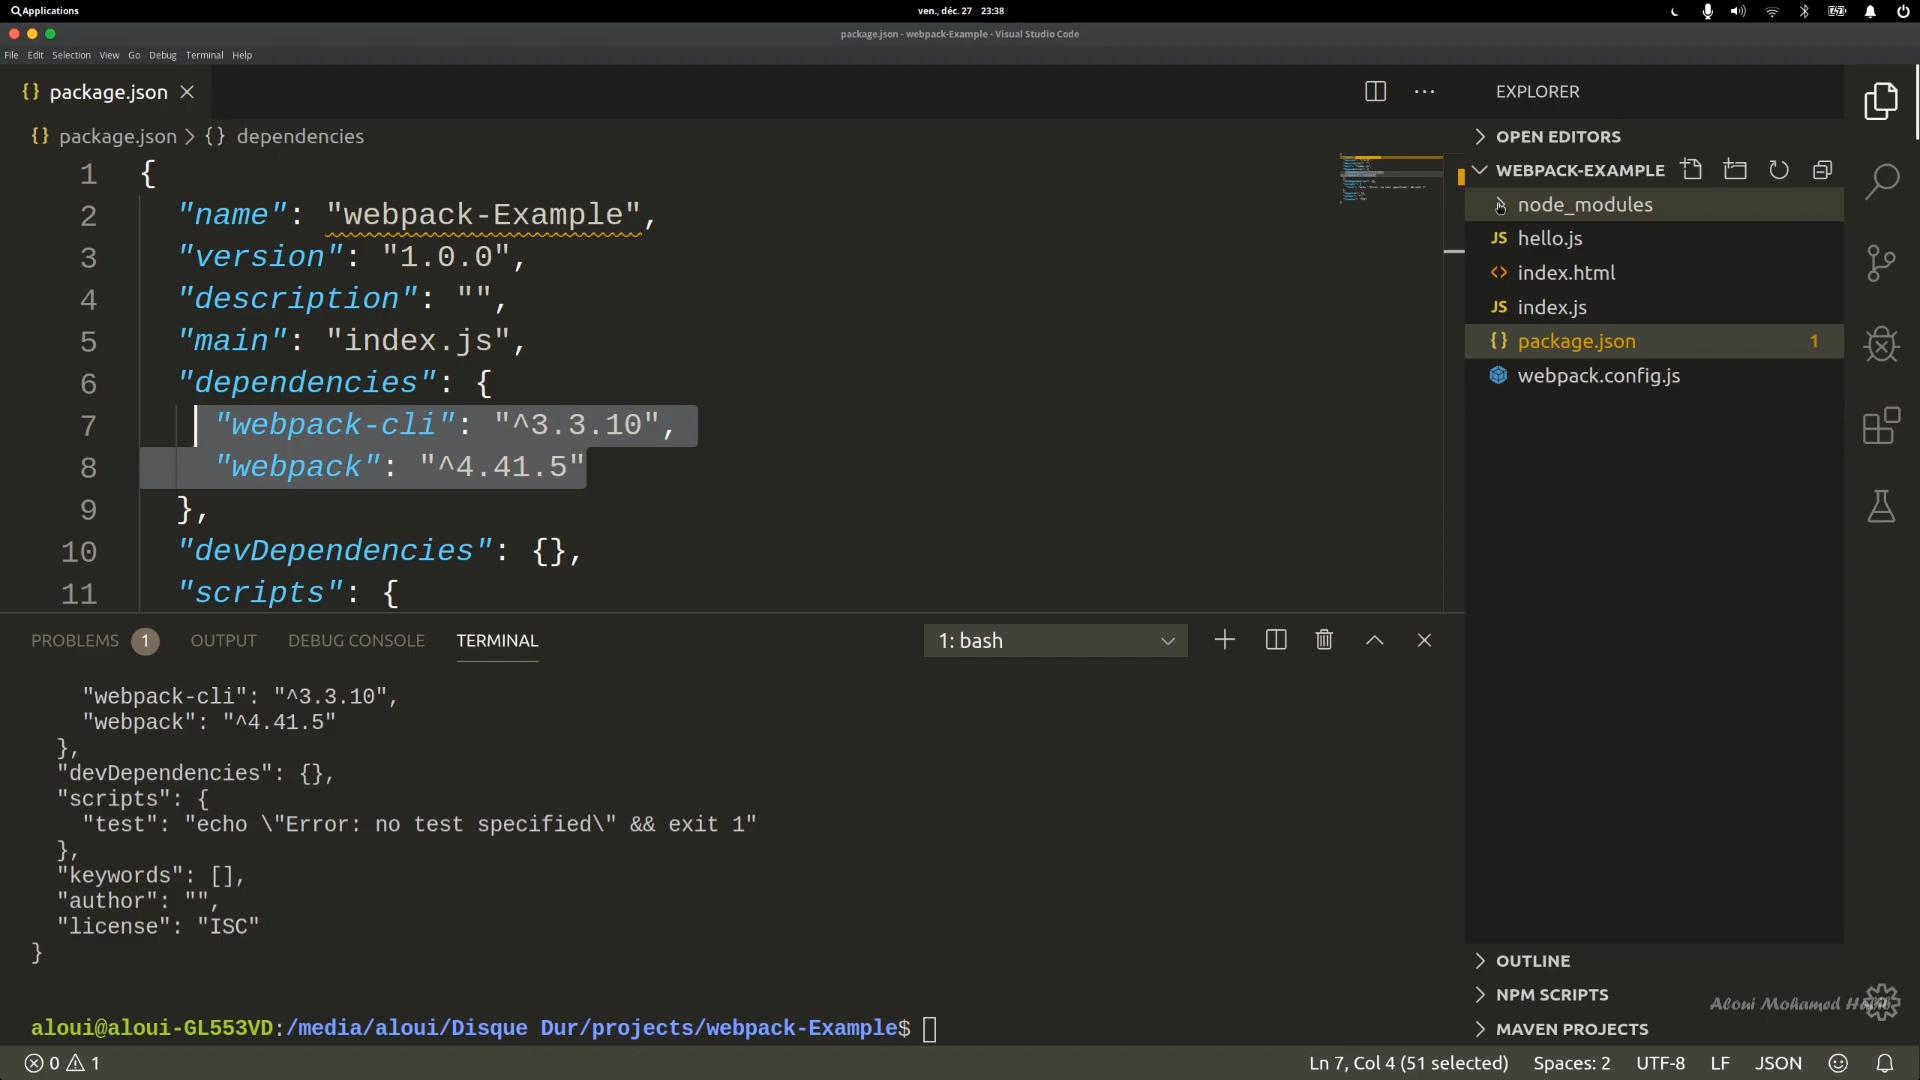 Applications
ven., déc. 27 23:38
package.json - webpack-Example - Visual Studio Code
File Edit Selection View Go Debug Terminal Help
{} package.json
{} package.json > {} dependencies
1 {
2 "name": "webpack-Example",
3 "version": "1.0.0",
4 "description": "",
5 "main": "index.js",
6 "dependencies": {
7 "webpack-cli": "^3.3.10",
8 "webpack": "^4.41.5"
9 },
10 "devDependencies": {},
11 "scripts": {
EXPLORER
OPEN EDITORS
WEBPACK-EXAMPLE
node_modules
JS hello.js
<> index.html
JS index.js
{} package.json 1
webpack.config.js
PROBLEMS 1 OUTPUT DEBUG CONSOLE TERMINAL
1: bash
"webpack-cli": "^3.3.10",
"webpack": "^4.41.5"
},
"devDependencies": {},
"scripts": {
"test": "echo \"Error: no test specified\" && exit 1"
},
"keywords": [],
"author": "",
"license": "ISC"
}
aloui@aloui-GL553VD:/media/aloui/Disque Dur/projects/webpack-Example$
OUTLINE
NPM SCRIPTS
MAVEN PROJECTS
Aloui Mohamed
0 1
Ln 7, Col 4 (51 selected) Spaces: 2 UTF-8 LF JSON